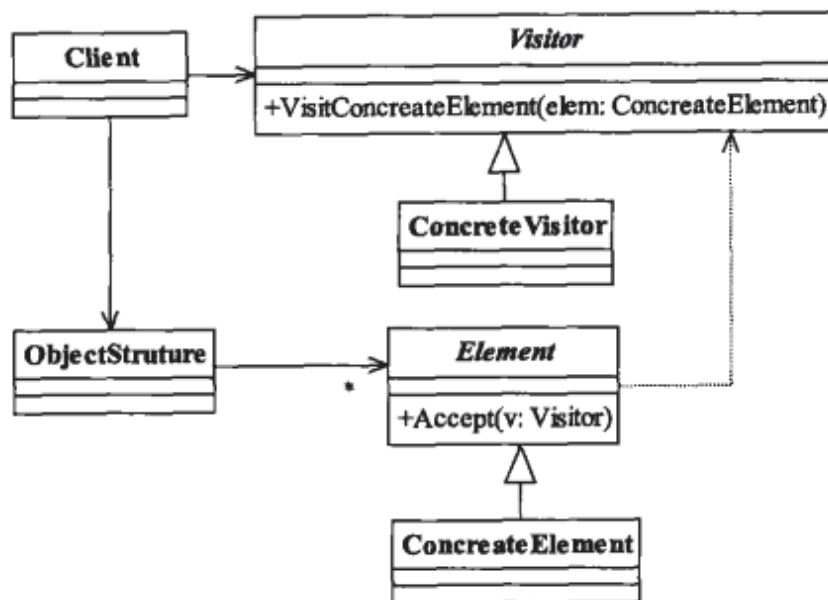 Client
Visitor
+VisitConcreateElement(elem: ConcreateElement)
ConcreteVisitor
ObjectStruture
*
Element
+Accept(v: Visitor)
ConcreateElement